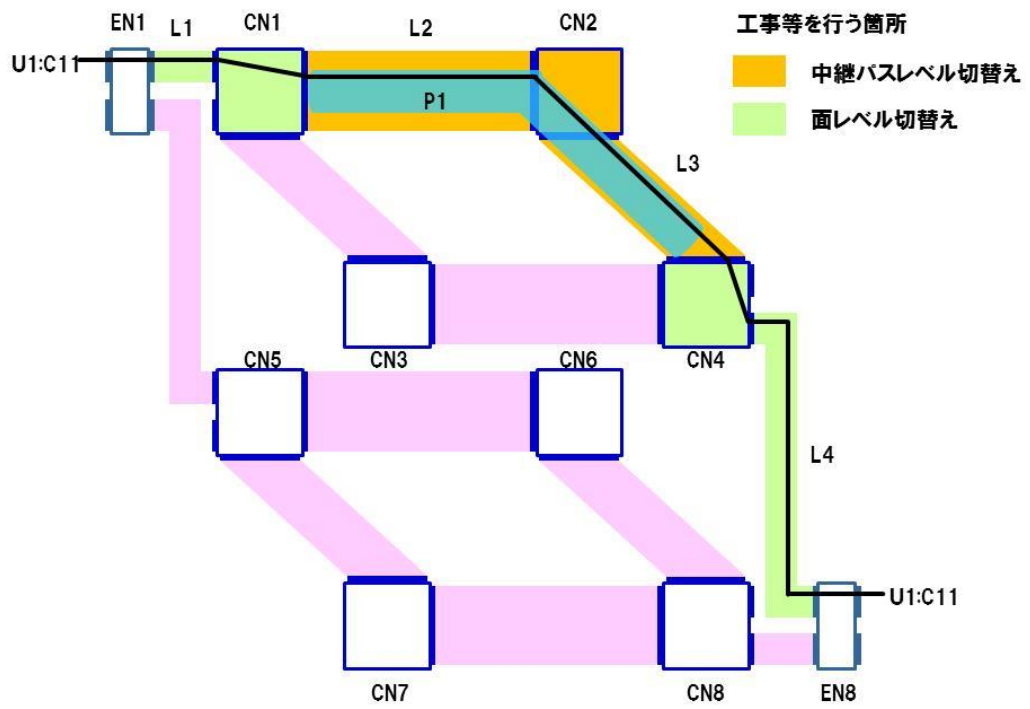 EN1
L1
CN1
L2
CN2
工事等を行う箇所
U1:C11
中継パスレベル切替え
P1
面レベル切替え
L3
CN5
CN3
CN6
CN4
L4
U1:C11
CN7
CN8
EN8